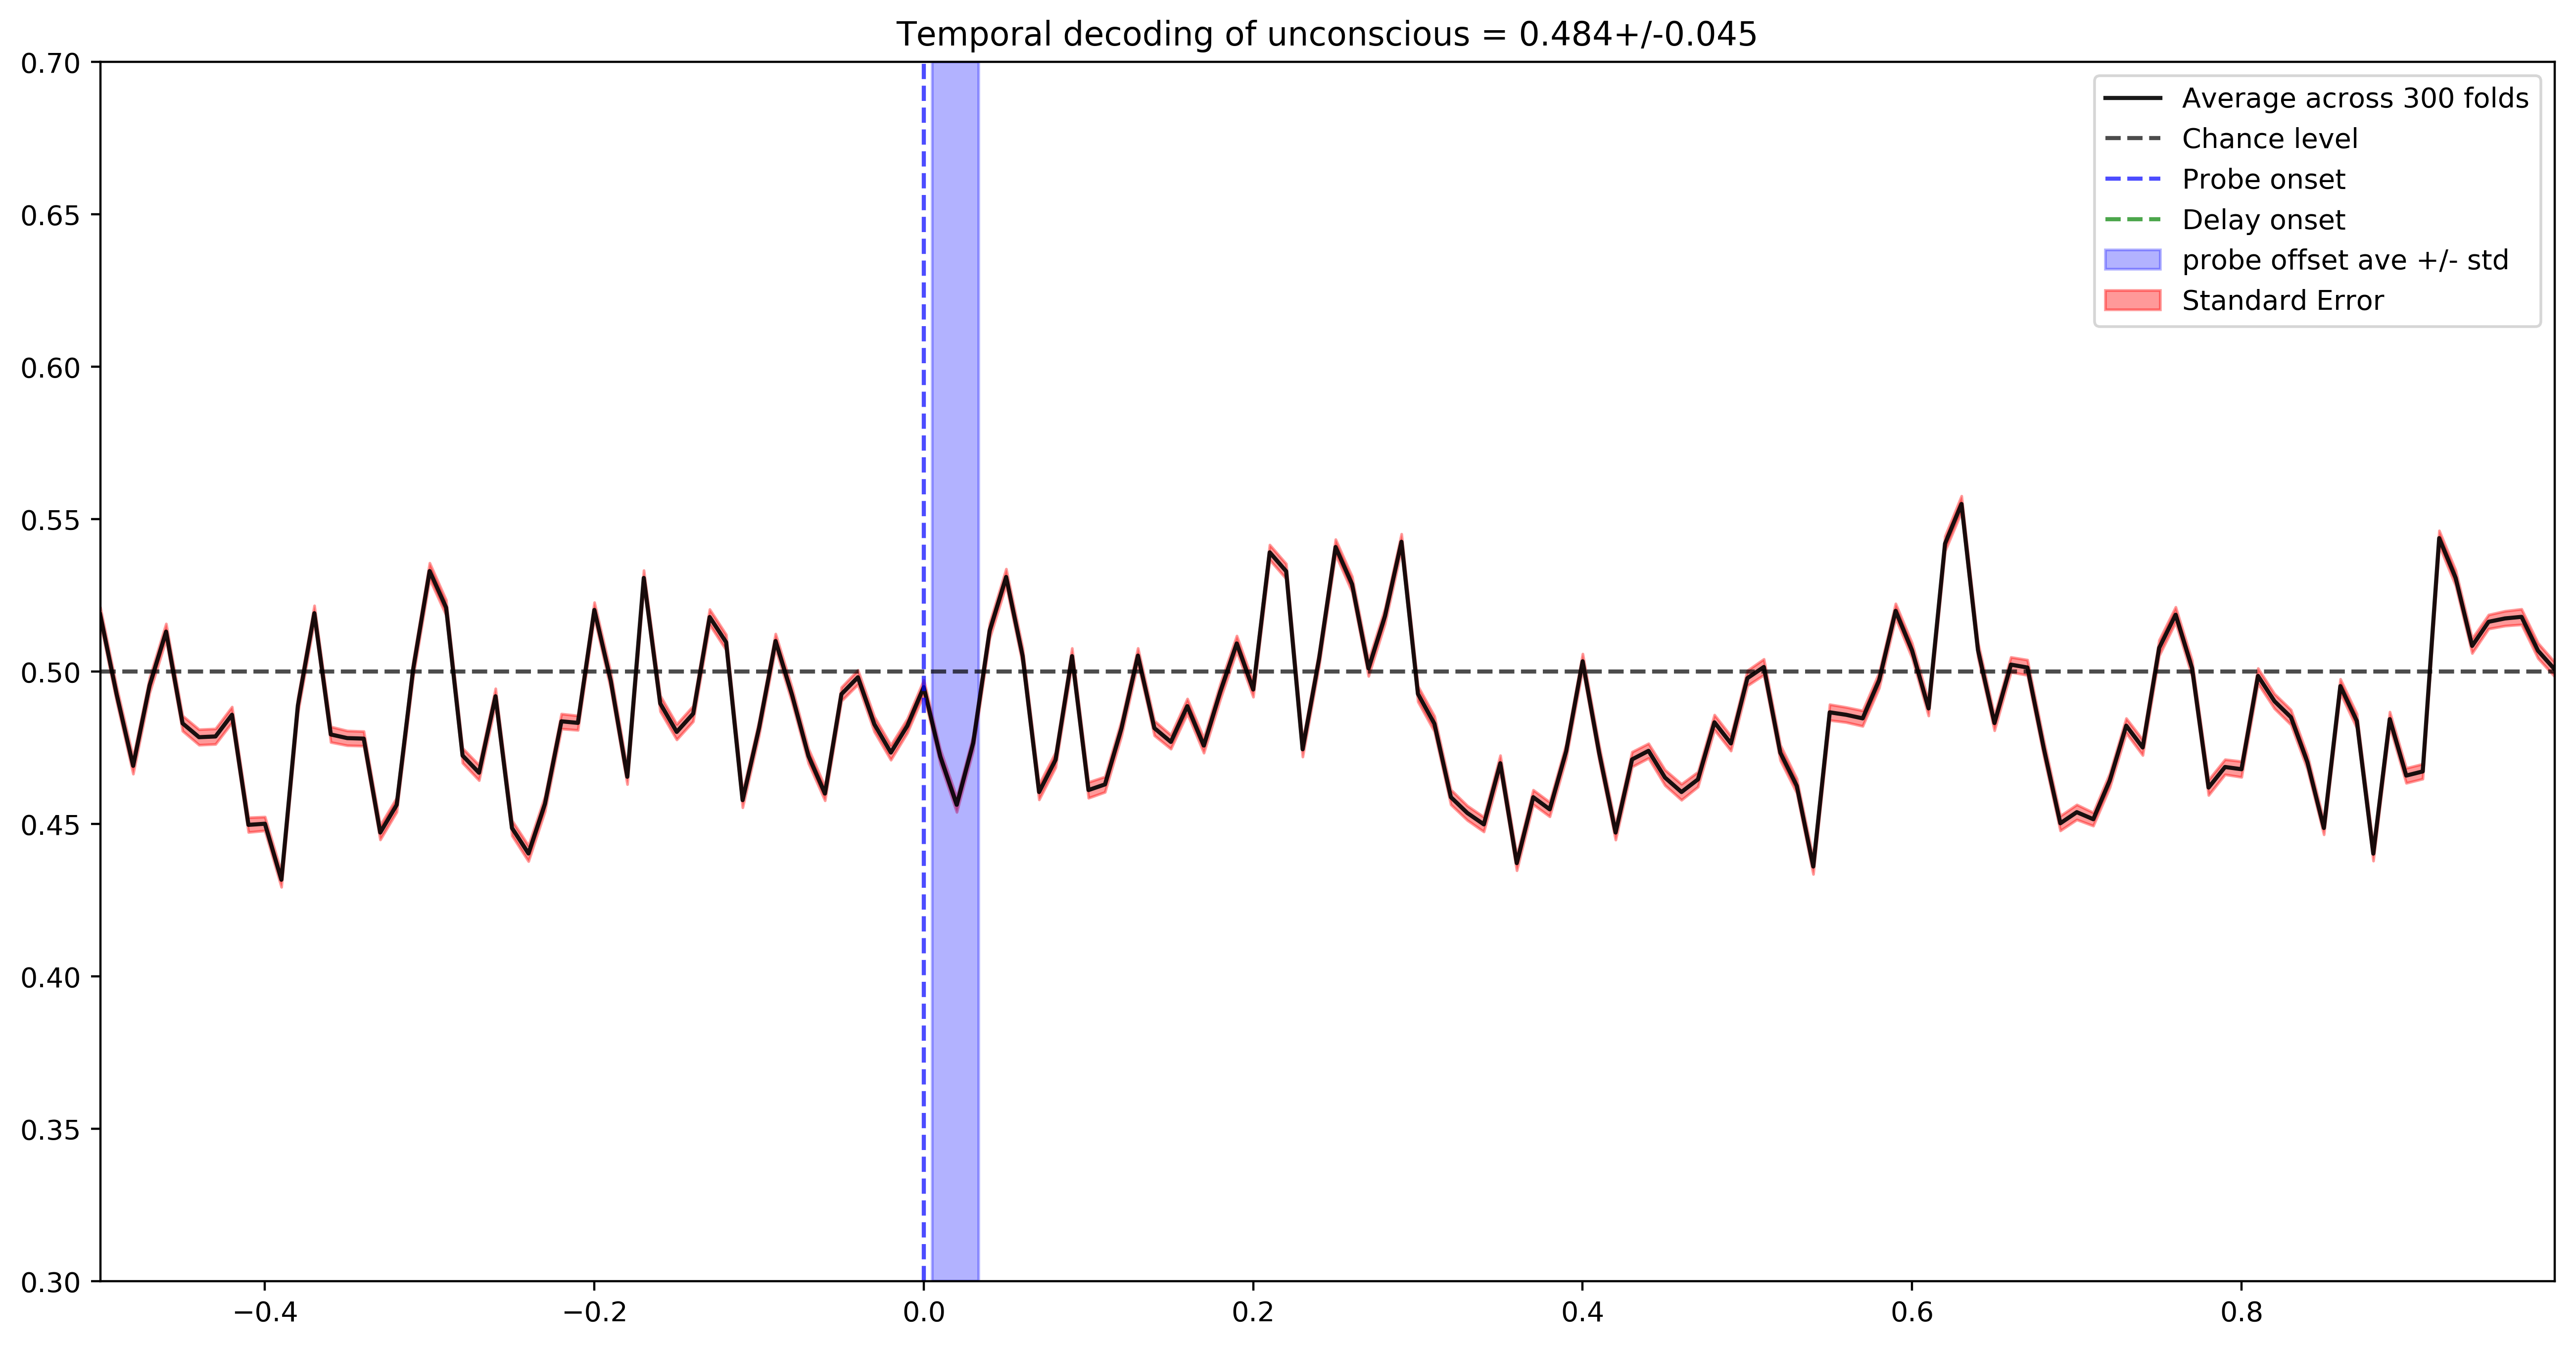 Temporal decoding of unconscious = 0.484+/-0.045
0.70
0.65
0.60
0.55
0.50
0.45
0.40
0.35
0.30
Average across 300 folds
Chance level
Probe onset
Delay onset
probe offset ave +/- std
Standard Error
−0.4
−0.2
0.0
0.2
0.4
0.6
0.8